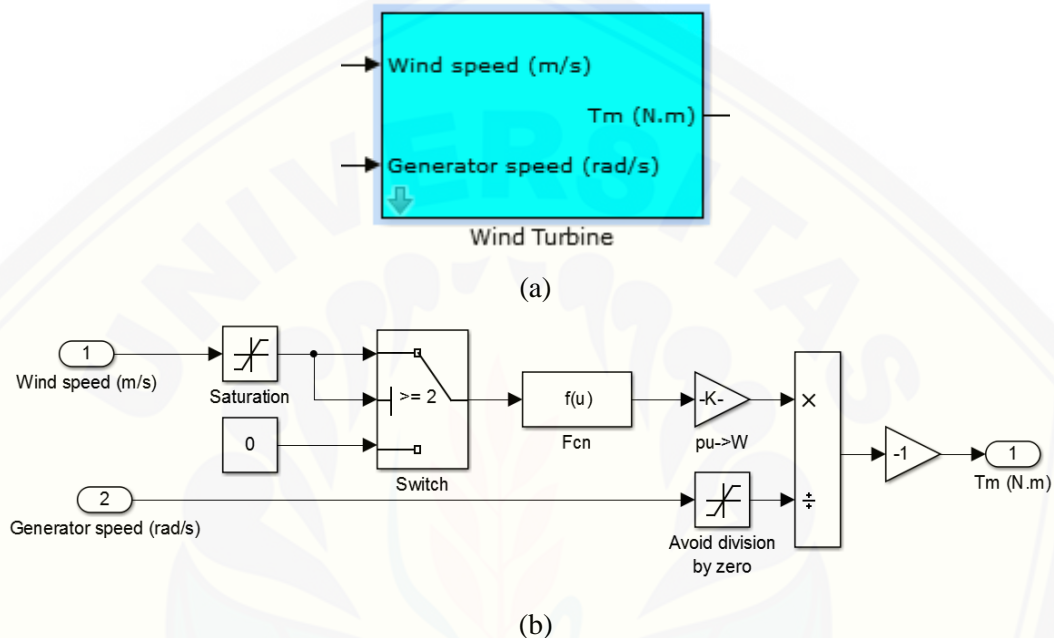 Wind speed (m/s)
Tm (N.m)
Generator speed (rad/s)
Wind Turbine
(a)
1
Wind speed (m/s)
Saturation
0
>= 2
Switch
f(u)
Fcn
-K-
pu->W
×
÷
-1
1
Tm (N.m)
2
Generator speed (rad/s)
Avoid division
by zero
(b)
UNIVERSITAS